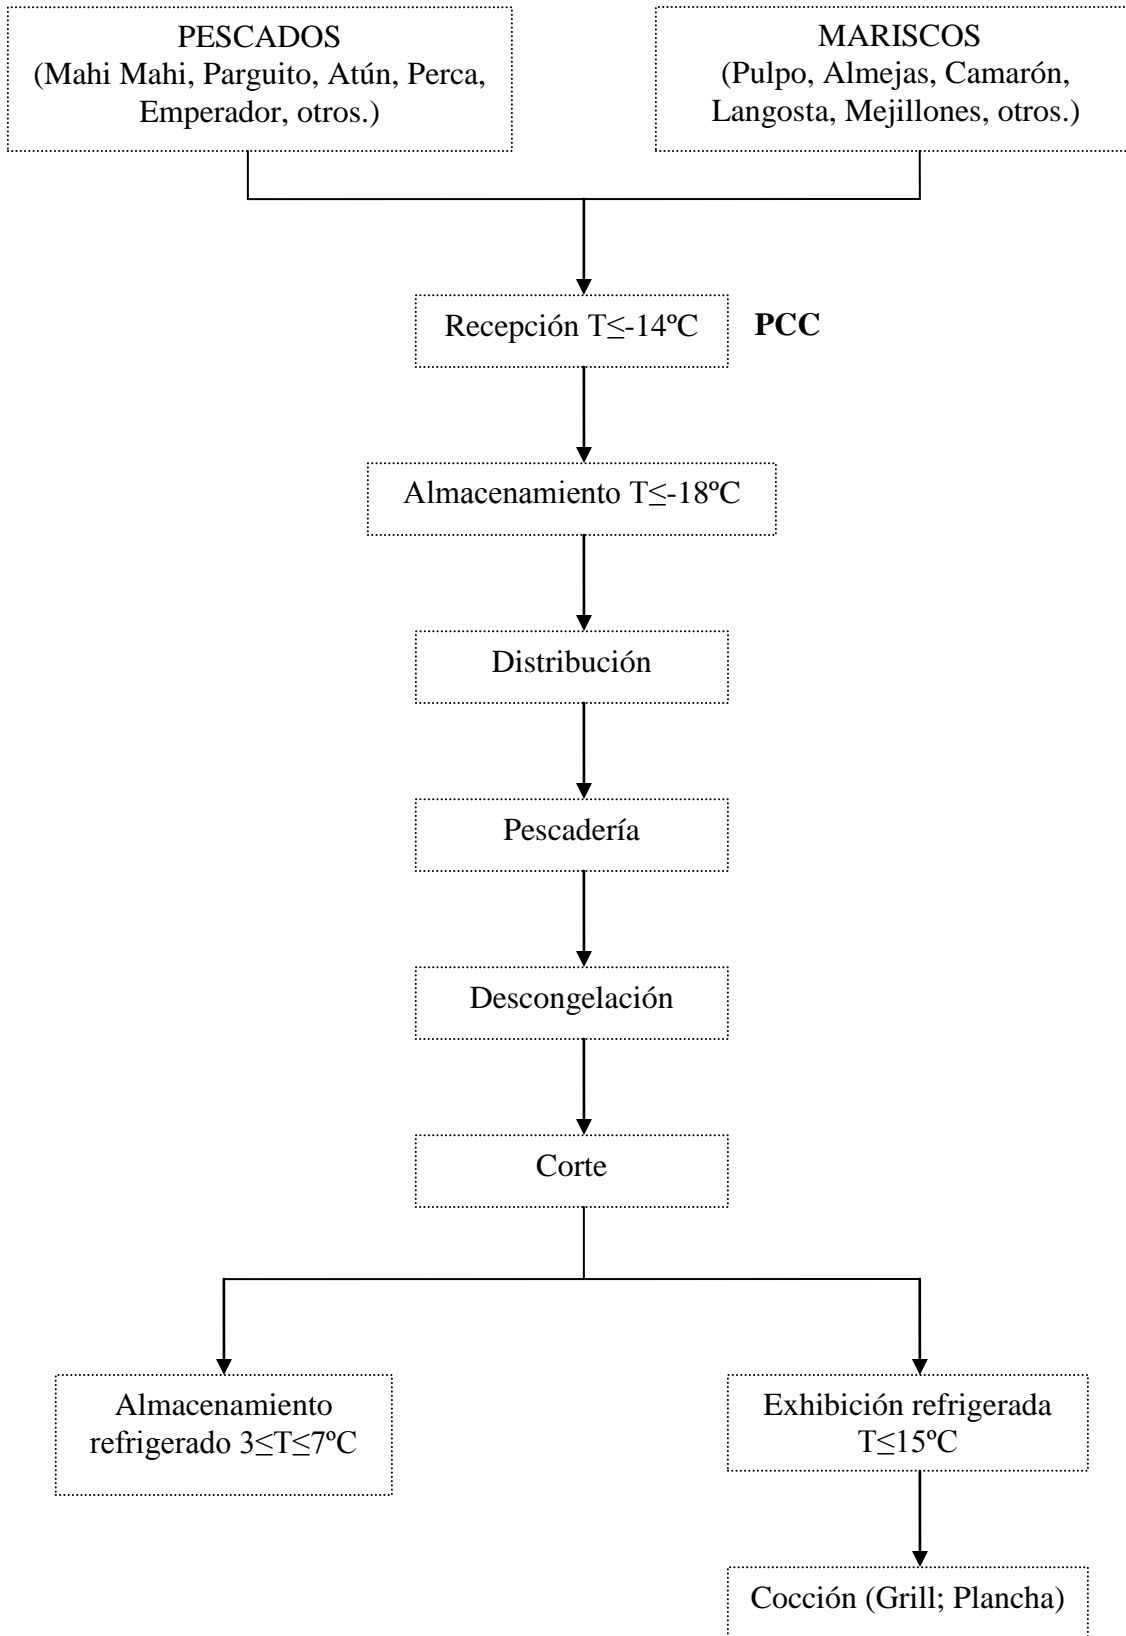 PESCADOS
(Mahi Mahi, Parguito, Atún, Perca,
Emperador, otros.)
MARISCOS
(Pulpo, Almejas, Camarón,
Langosta, Mejillones, otros.)
Recepción T≤-14ºC
PCC
Almacenamiento T≤-18ºC
Distribución
Pescadería
Descongelación
Corte
Almacenamiento
refrigerado 3≤T≤7ºC
Exhibición refrigerada
T≤15ºC
Cocción (Grill; Plancha)